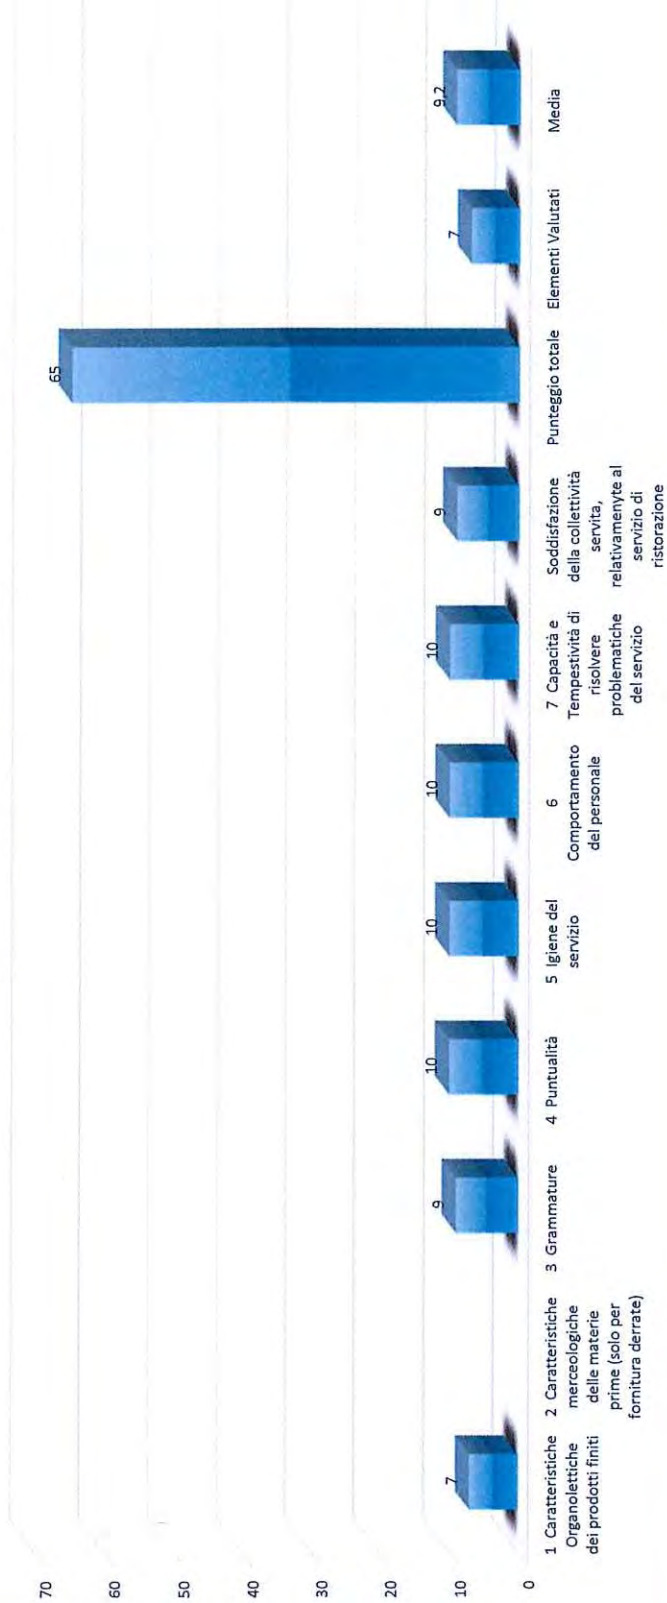 70
60
50
40
30
20
10
0
7
9
10
10
10
10
9
65
7
9,2
1 Caratteristiche
Organolettiche
dei prodotti finiti
2 Caratteristiche
merceologiche
delle materie
prime (solo per
fornitura derrate)
3 Grammature
4 Puntualità
5 Igiene del
servizio
6
Comportamento
del personale
7 Capacità e
Tempestività di
risolvere
problematiche
del servizio
Soddisfazione
della collettività
servita,
relativamenyte al
servizio di
ristorazione
Punteggio totale
Elementi Valutati
Media